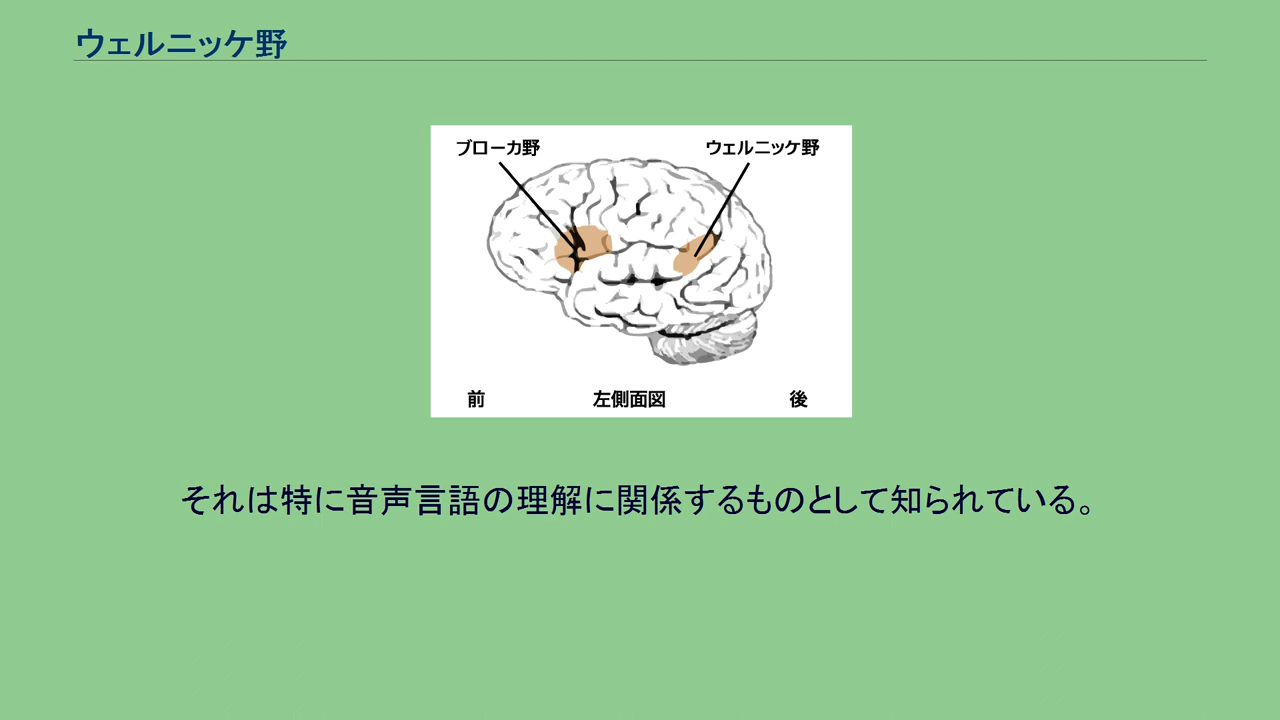 ウェルニッケ野
ブローカ野 ウェルニッケ野
前 左側面図 後
それは特に音声言語の理解に関係するものとして知られている。